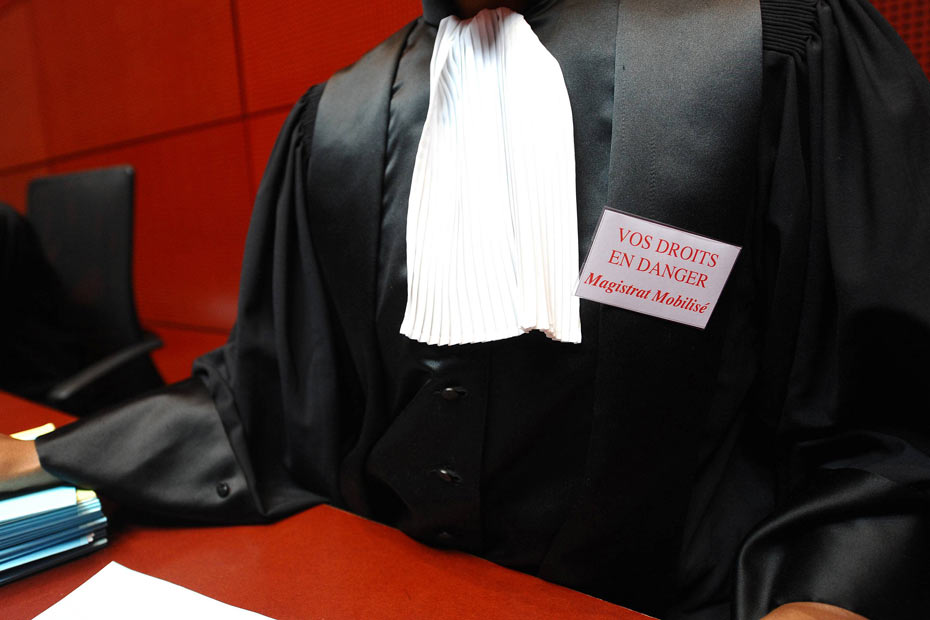 VOS DROITS
EN DANGER
Magistrat Mobilisé